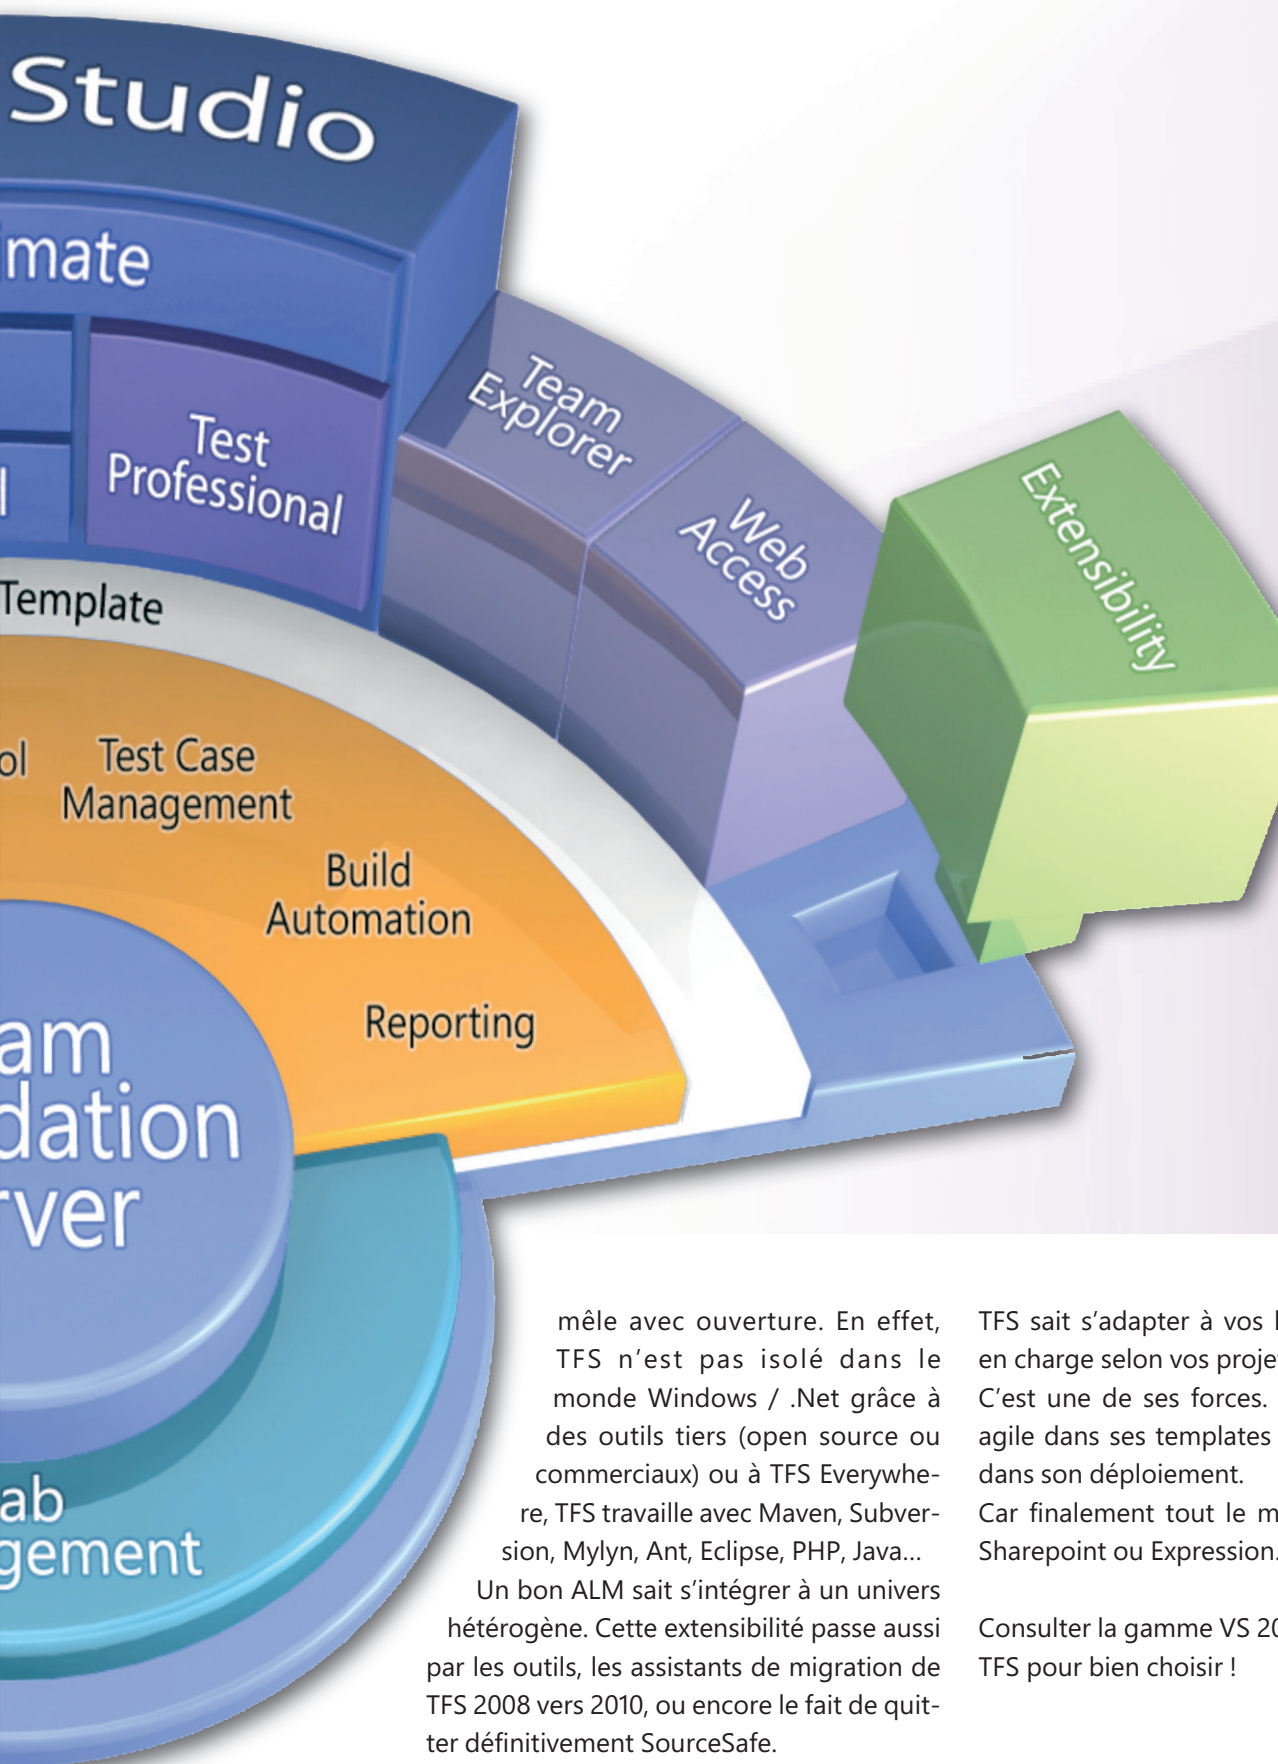 Studio
imate
Test
Professional
l
Team
Explorer
Web
Access
Extensibility
Template
ol
Test Case
Management
Build
Automation
Reporting
am
dation
rver
ab
gement
mêle avec ouverture. En effet,
TFS n’est pas isolé dans le
monde Windows / .Net grâce à
des outils tiers (open source ou
commerciaux) ou à TFS Everywhe-
re, TFS travaille avec Maven, Subver-
sion, Mylyn, Ant, Eclipse, PHP, Java...
Un bon ALM sait s’intégrer à un univers
hétérogène. Cette extensibilité passe aussi
par les outils, les assistants de migration de
TFS 2008 vers 2010, ou encore le fait de quit-
ter définitivement SourceSafe.
TFS sait s’adapter à vos
en charge selon vos proje
C’est une de ses forces.
agile dans ses templates
dans son déploiement.
Car finalement tout le m
Sharepoint ou Expression.
Consulter la gamme VS 20
TFS pour bien choisir !